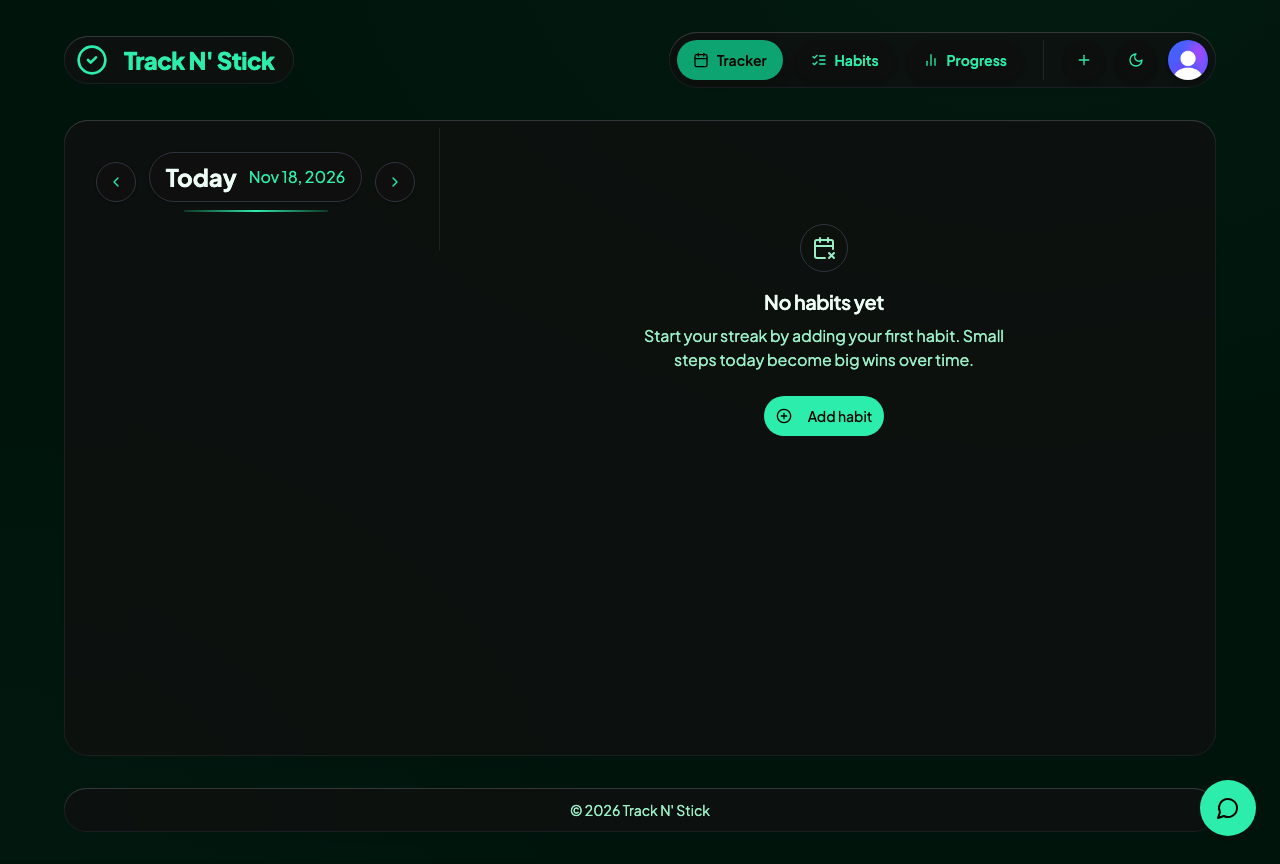 Track N' Stick
Tracker
Habits
Progress
Today Nov 18, 2026
No habits yet
Start your streak by adding your first habit. Small
steps today become big wins over time.
Add habit
© 2026 Track N' Stick